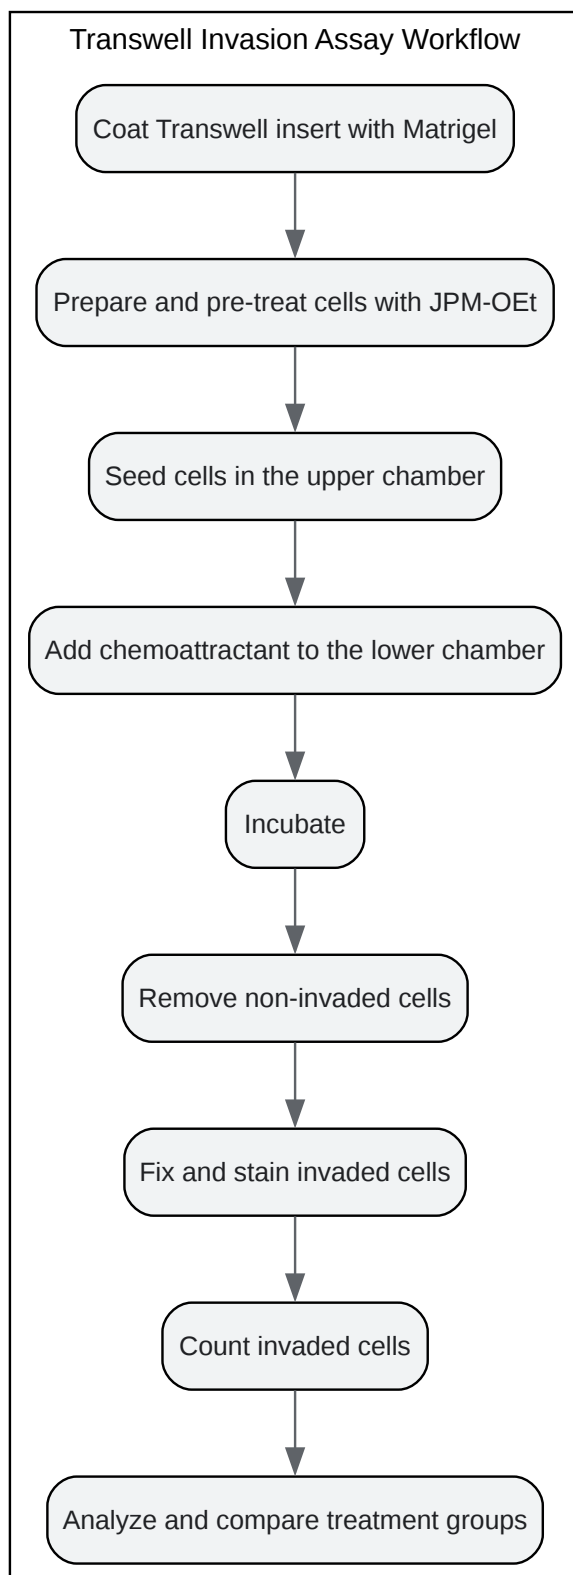 Transwell Invasion Assay Workflow
Coat Transwell insert with Matrigel
Prepare and pre-treat cells with JPM-OEt
Seed cells in the upper chamber
Add chemoattractant to the lower chamber
Incubate
Remove non-invaded cells
Fix and stain invaded cells
Count invaded cells
Analyze and compare treatment groups